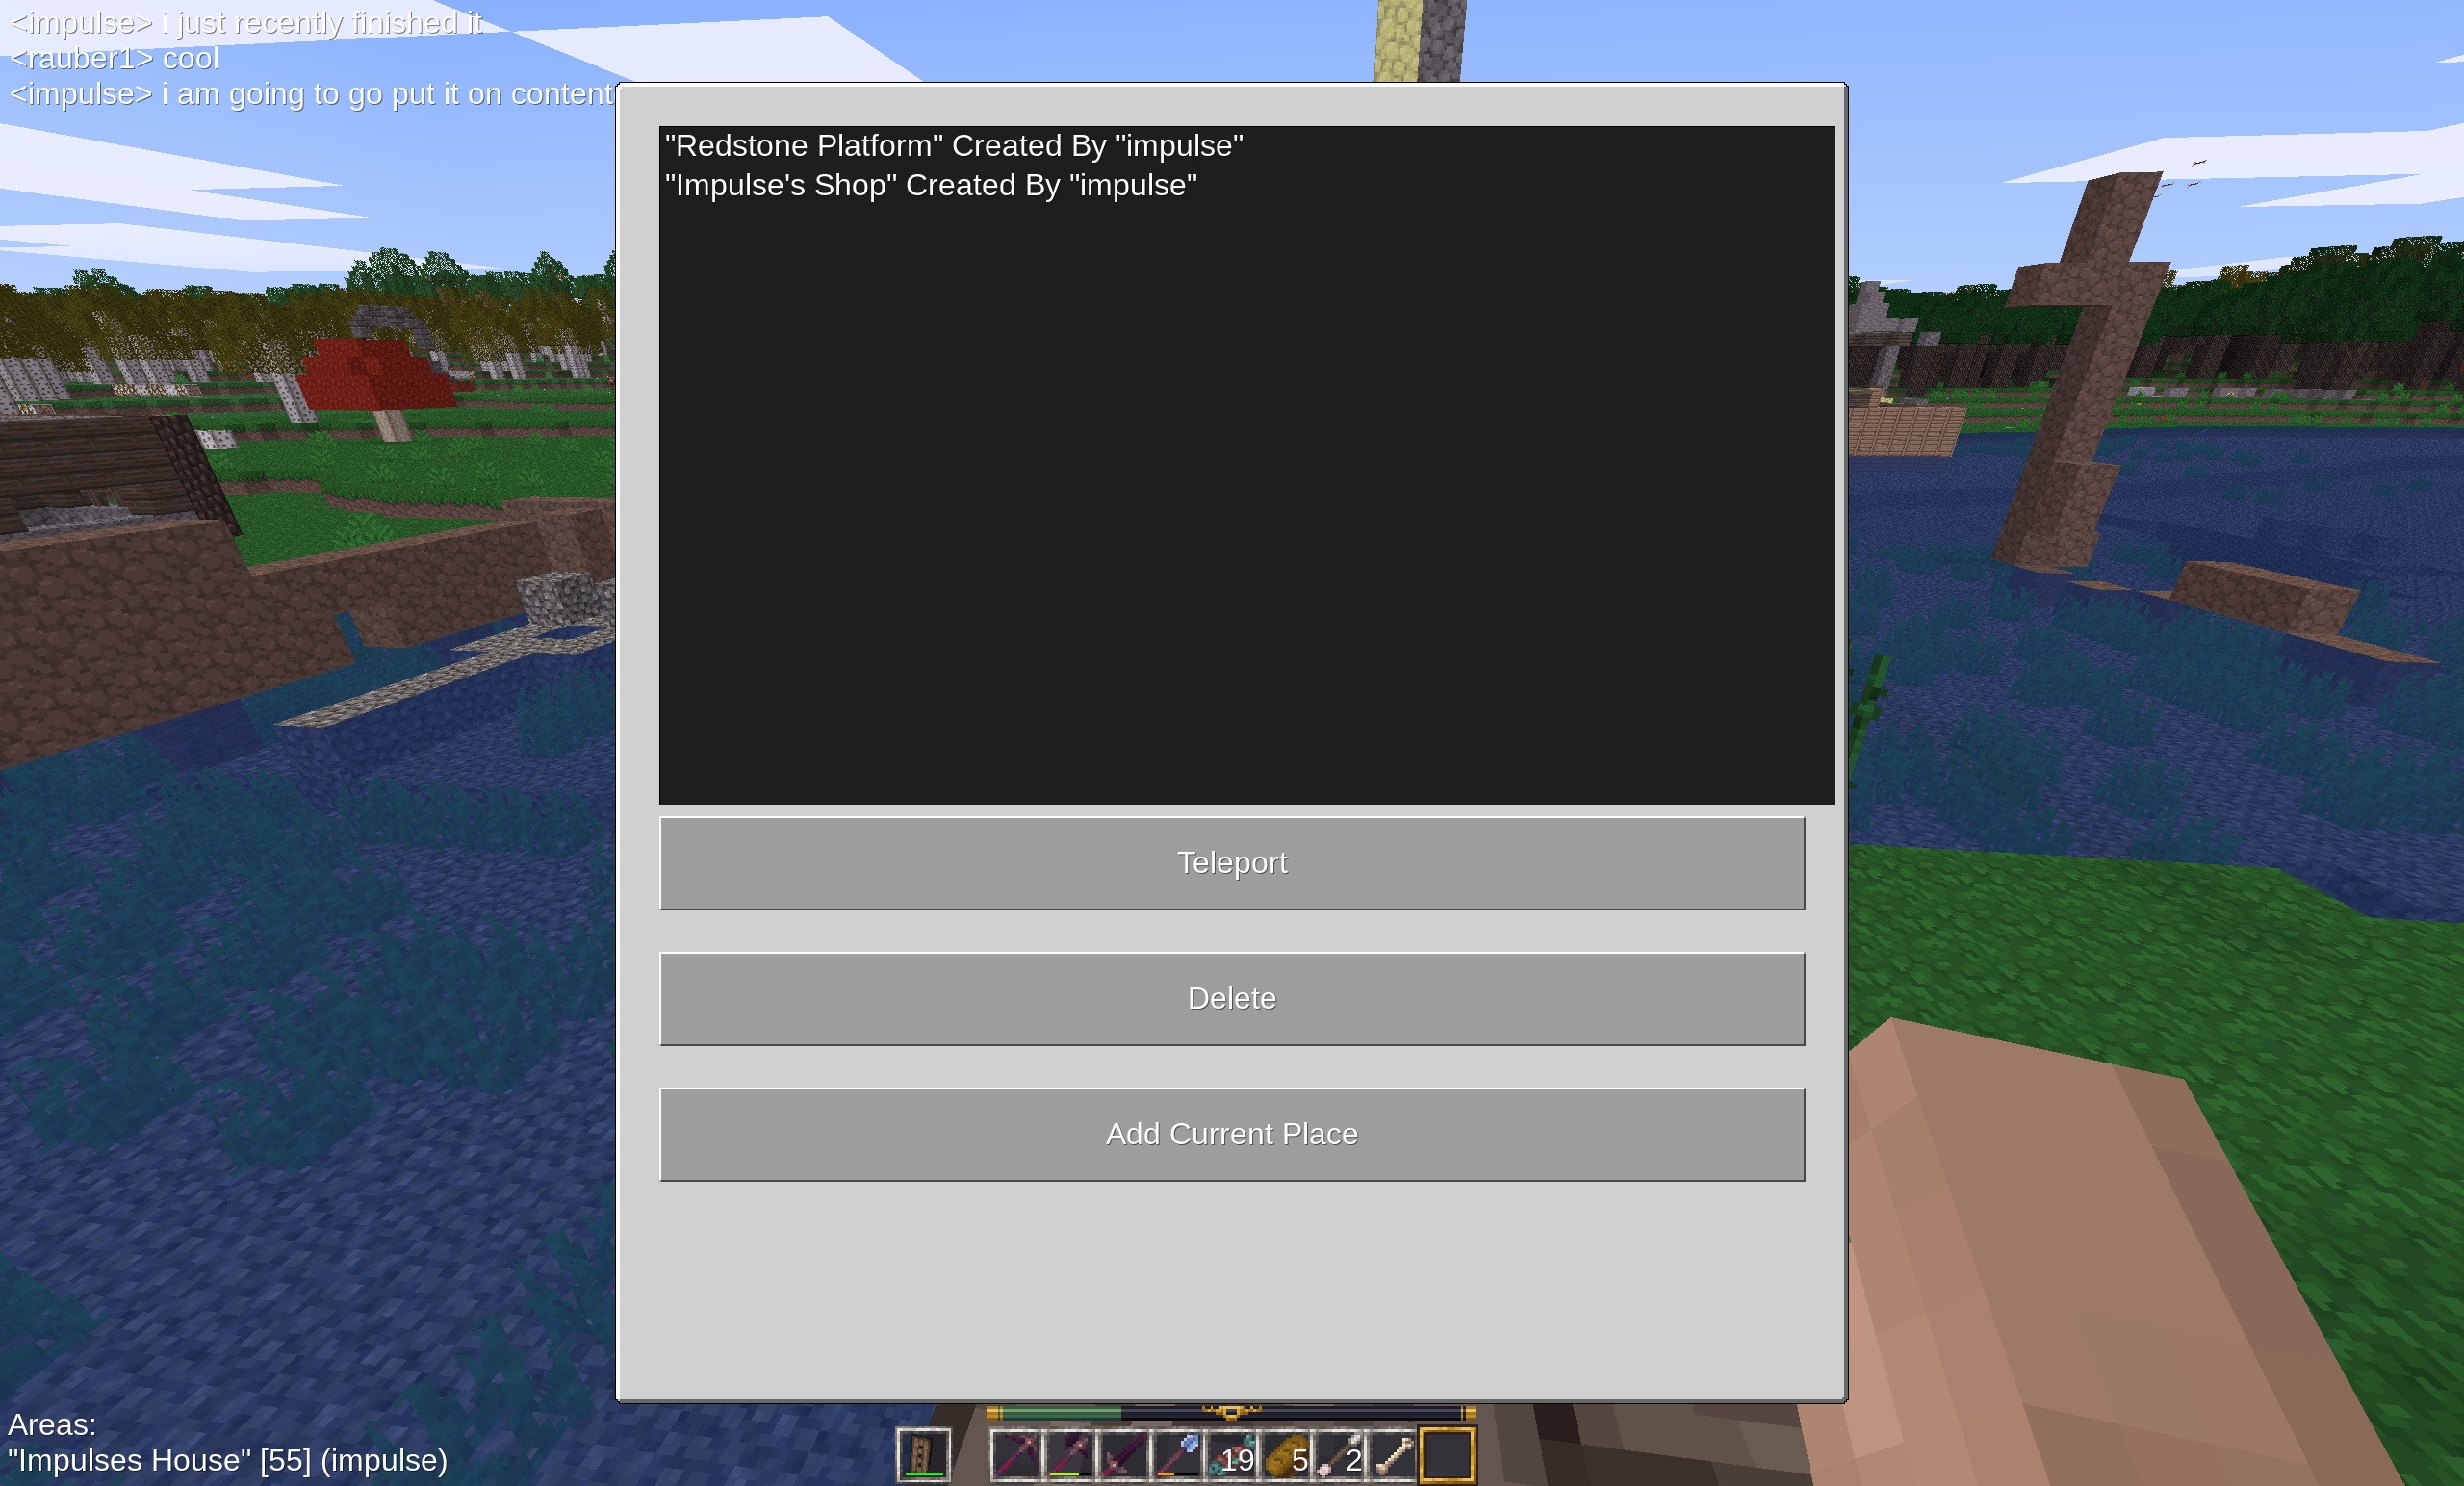 <impulse> i just recently finished it
<rauber1> cool
<impulse> i am going to go put it on content
"Redstone Platform" Created By "impulse"
"Impulse's Shop" Created By "impulse"
Teleport
Delete
Add Current Place
Areas:
"Impulses House" [55] (impulse)
19 5 2